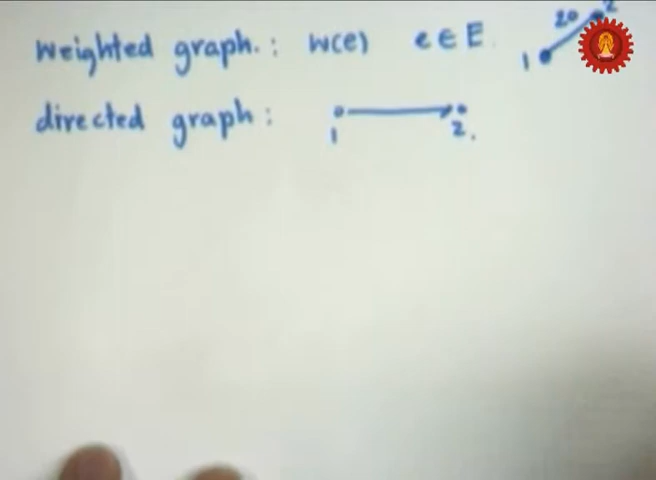 weighted graph.: w(e) e ∈ E. 1 20 2
directed graph: 1 2.